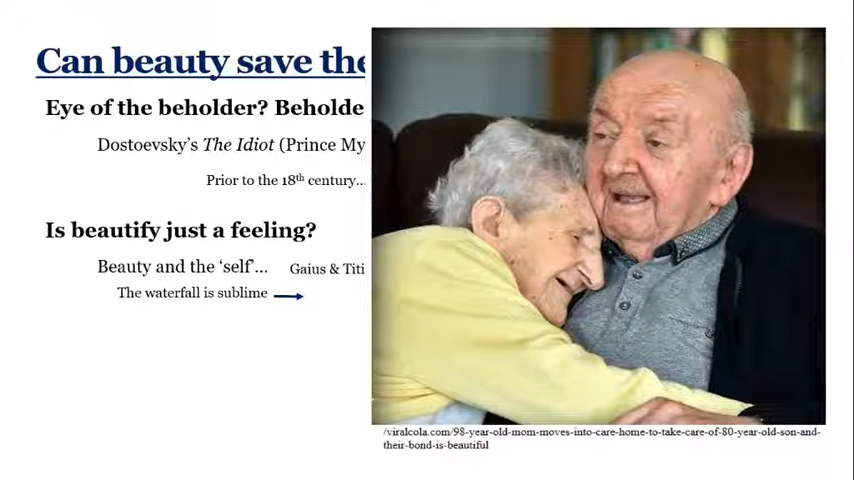 Can beauty save the
Eye of the beholder? Beholde
Dostoevsky's The Idiot (Prince My
Prior to the 18th century...
Is beautify just a feeling?
Beauty and the 'self'... Gaius & Titi
The waterfall is sublime
/viralcola.com/98-year-old-mom-moves-into-care-home-to-take-care-of-80-year-old-son-and-
their-bond-is-beautiful